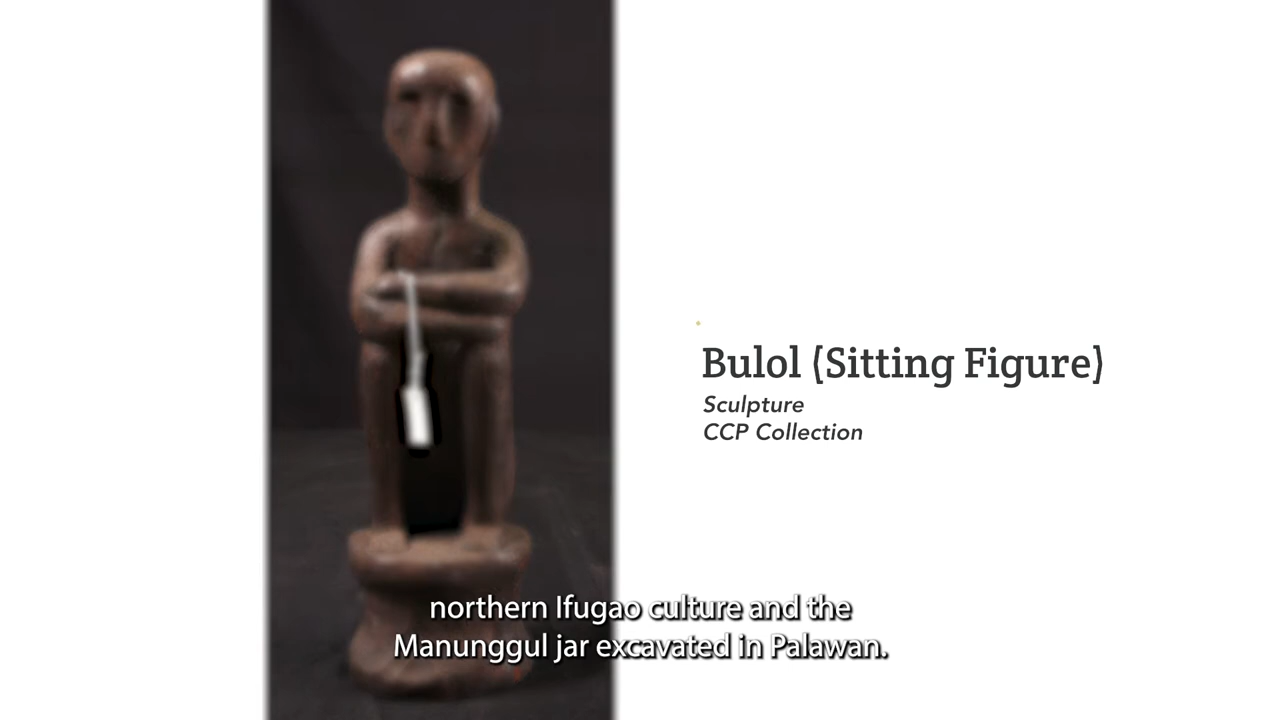 Bulol (Sitting Figure)
Sculpture
CCP Collection
northern Ifugao culture and the
Manunggul jar excavated in Palawan.